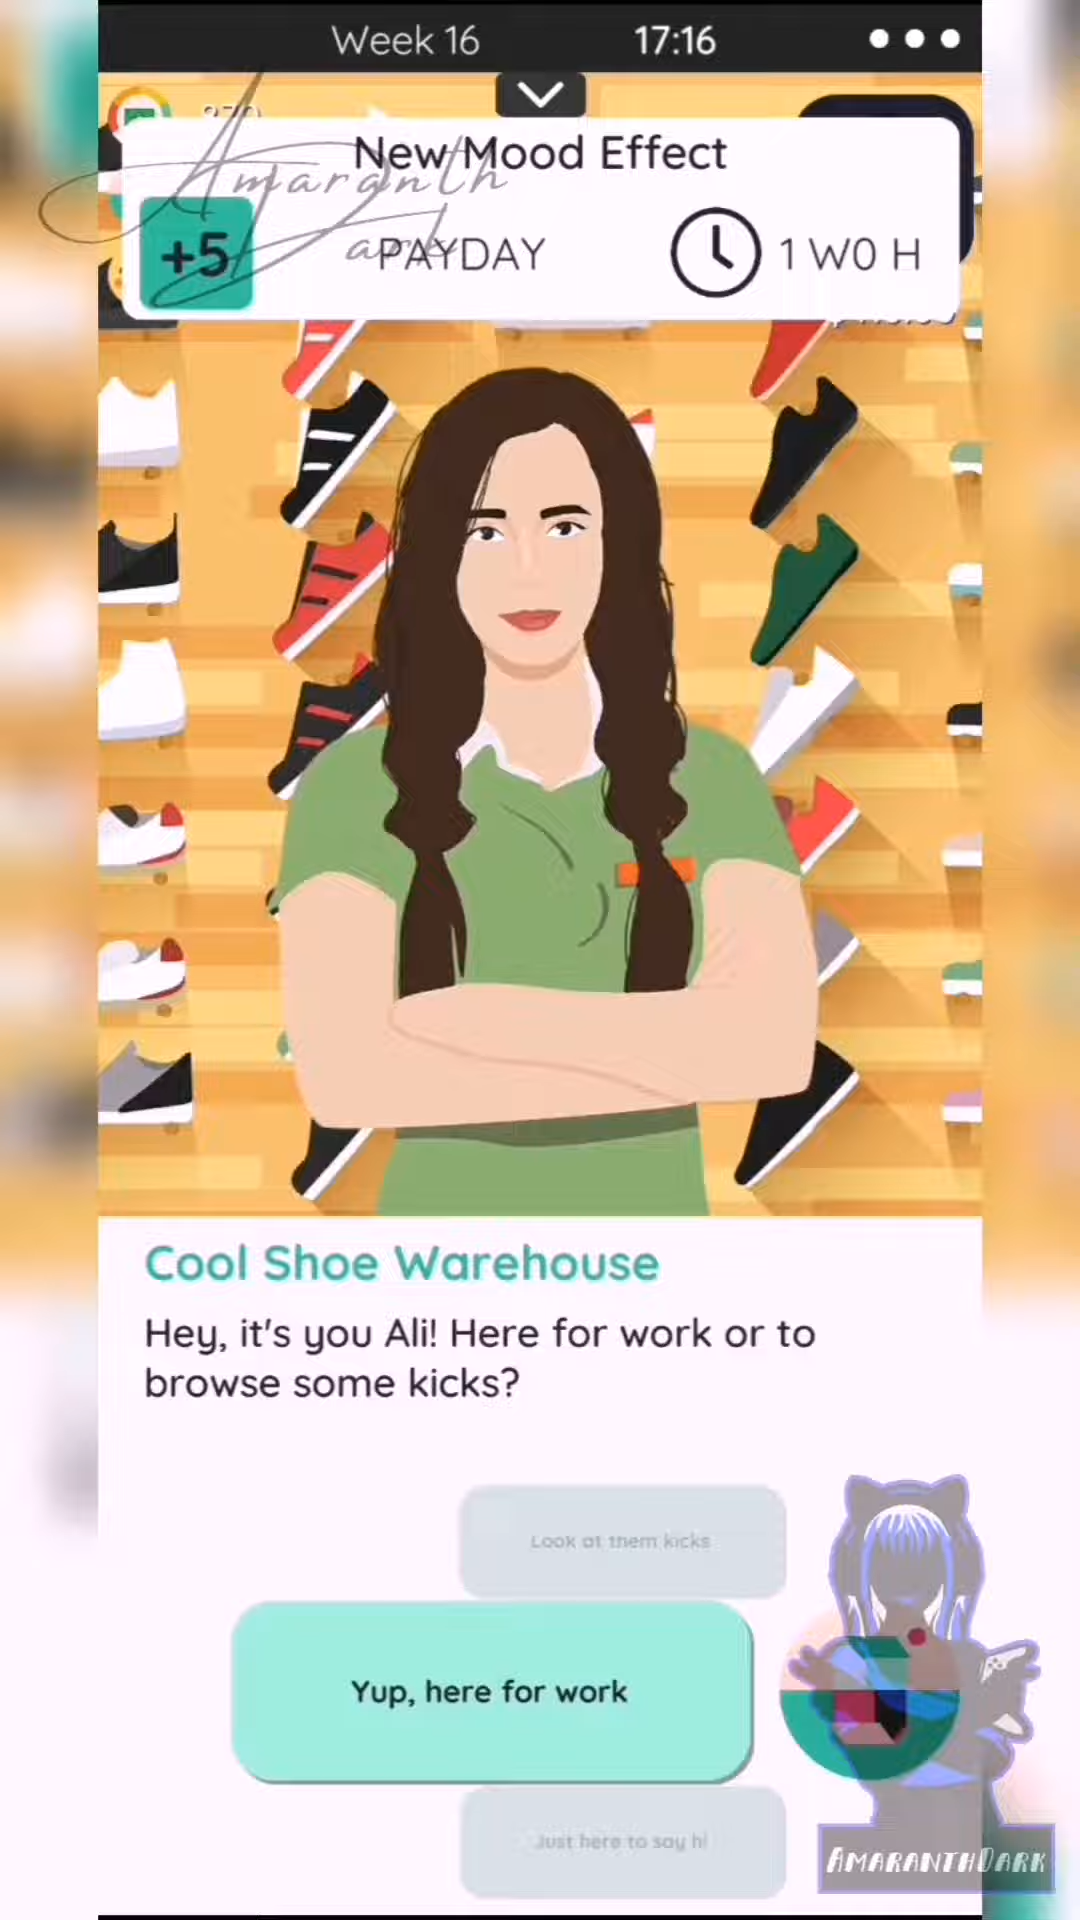 Week 16 17:16
New Mood Effect
Amaranth
Dark
+5 PAYDAY 1 W0 H
Cool Shoe Warehouse
Hey, it's you Ali! Here for work or to
browse some kicks?
Look at them kicks
Yup, here for work
Just here to say hi
AMARANTHDARK